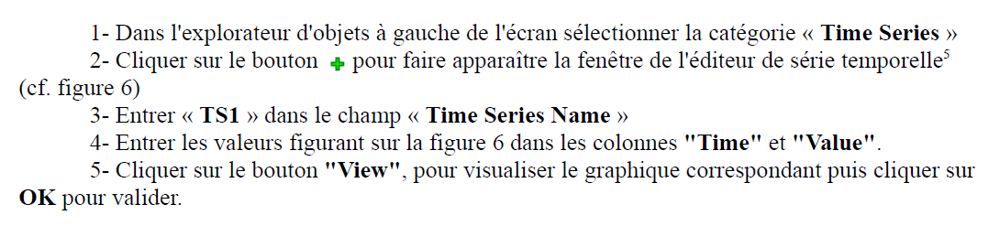 1- Dans l'explorateur d'objets à gauche de l'écran sélectionner la catégorie « Time Series »
2- Cliquer sur le bouton pour faire apparaître la fenêtre de l'éditeur de série temporelle5
(cf. figure 6)
3- Entrer « TS1 » dans le champ « Time Series Name »
4- Entrer les valeurs figurant sur la figure 6 dans les colonnes "Time" et "Value".
5- Cliquer sur le bouton "View", pour visualiser le graphique correspondant puis cliquer sur
OK pour valider.